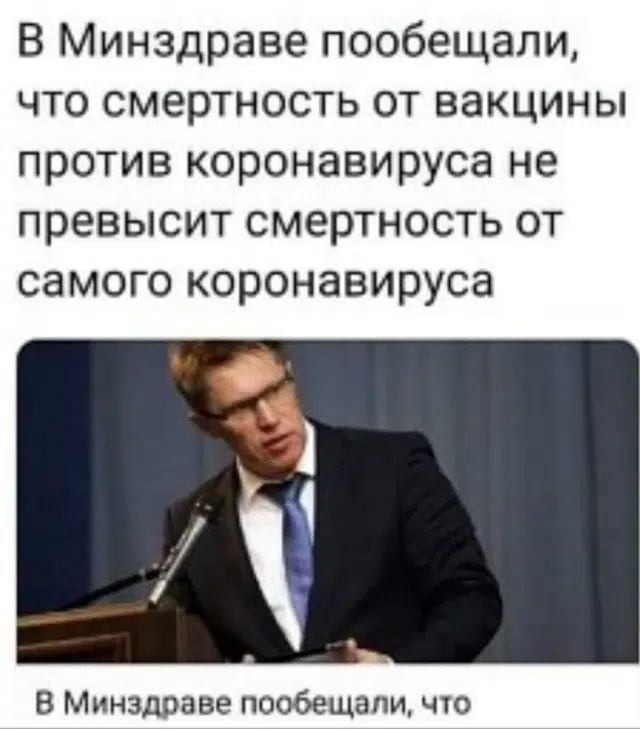 В Минздраве пообещали,
что смертность от вакцины
против коронавируса не
превысит смертность от
самого коронавируса
В Минздраве пообещали, что